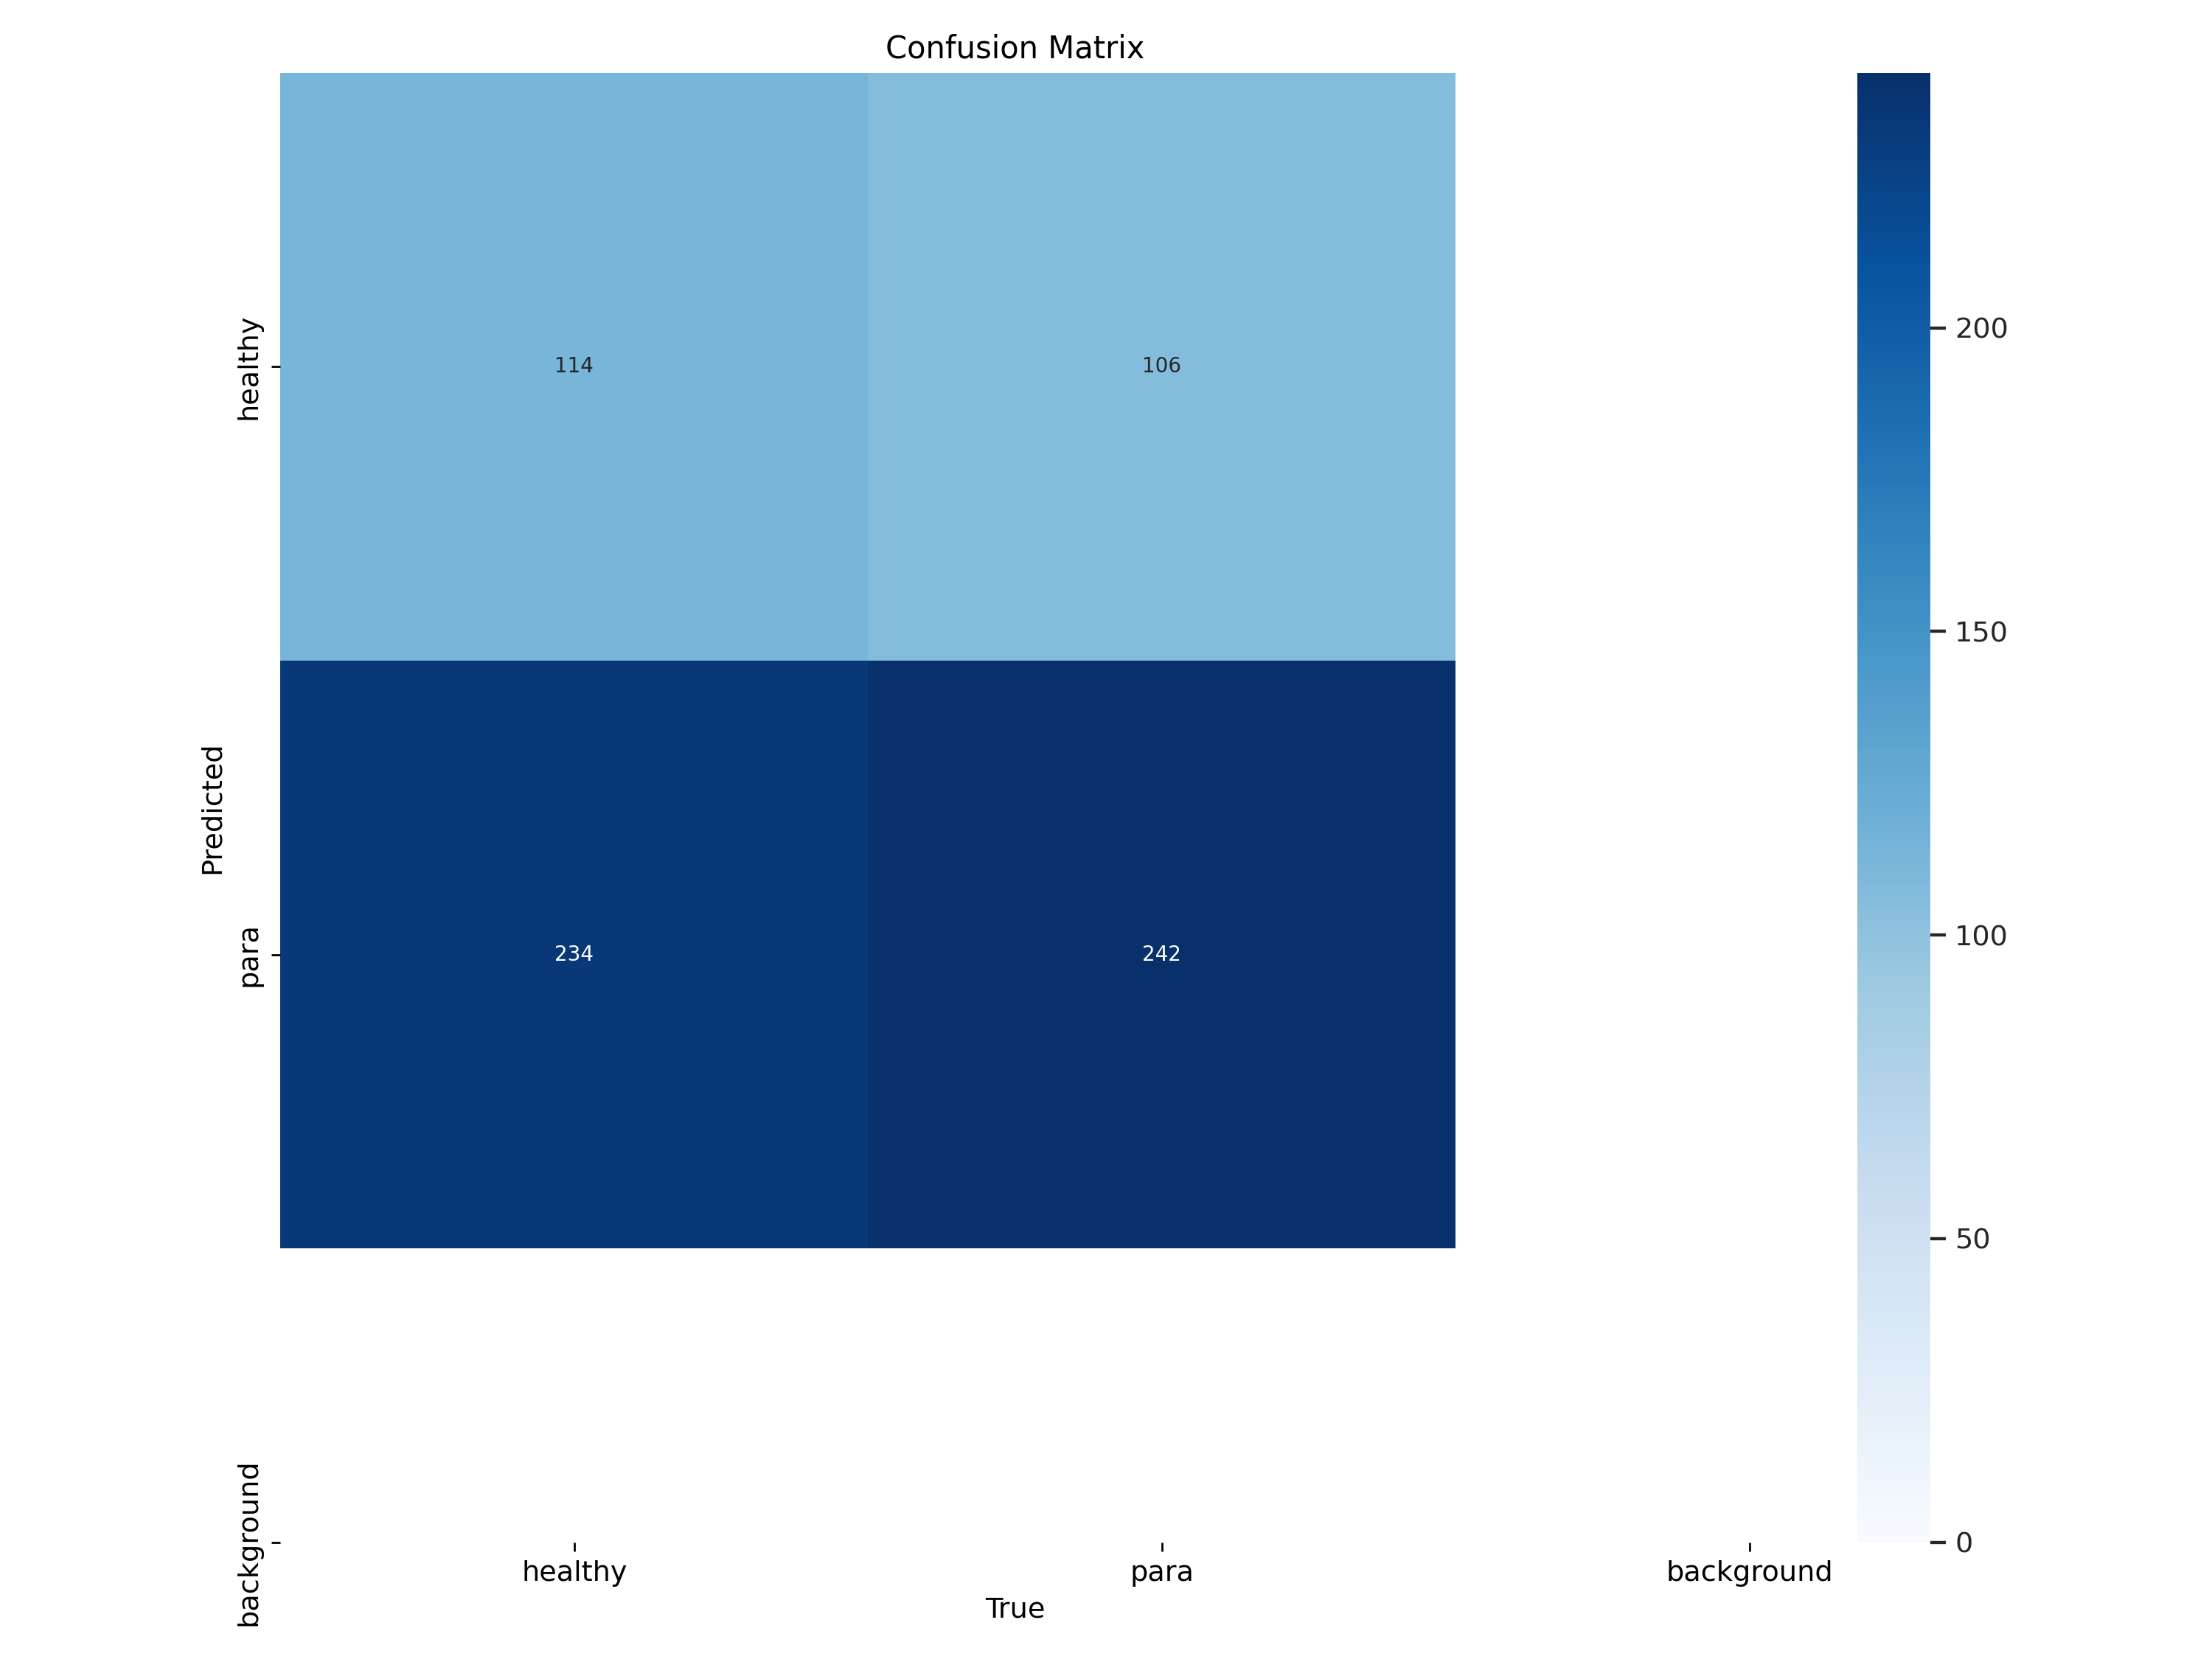 Confusion Matrix
healthy
114
106
200
150
Predicted
para
234
242
100
50
background
0
healthy
para
background
True